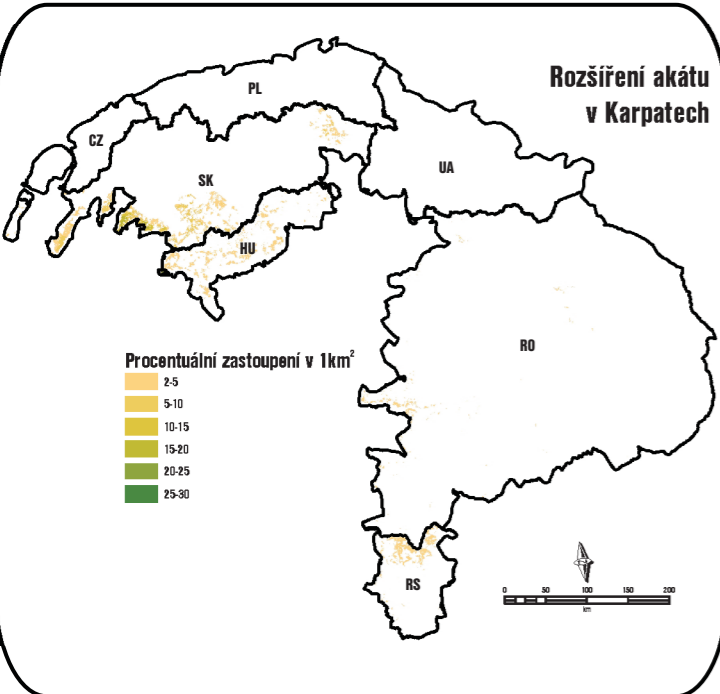 Rozšíření akátu
v Karpatech
PL
CZ
SK
UA
HU
RO
RS
Procentuální zastoupení v 1km²
2-5
5-10
10-15
15-20
20-25
25-30
0 50 100 150 200
km